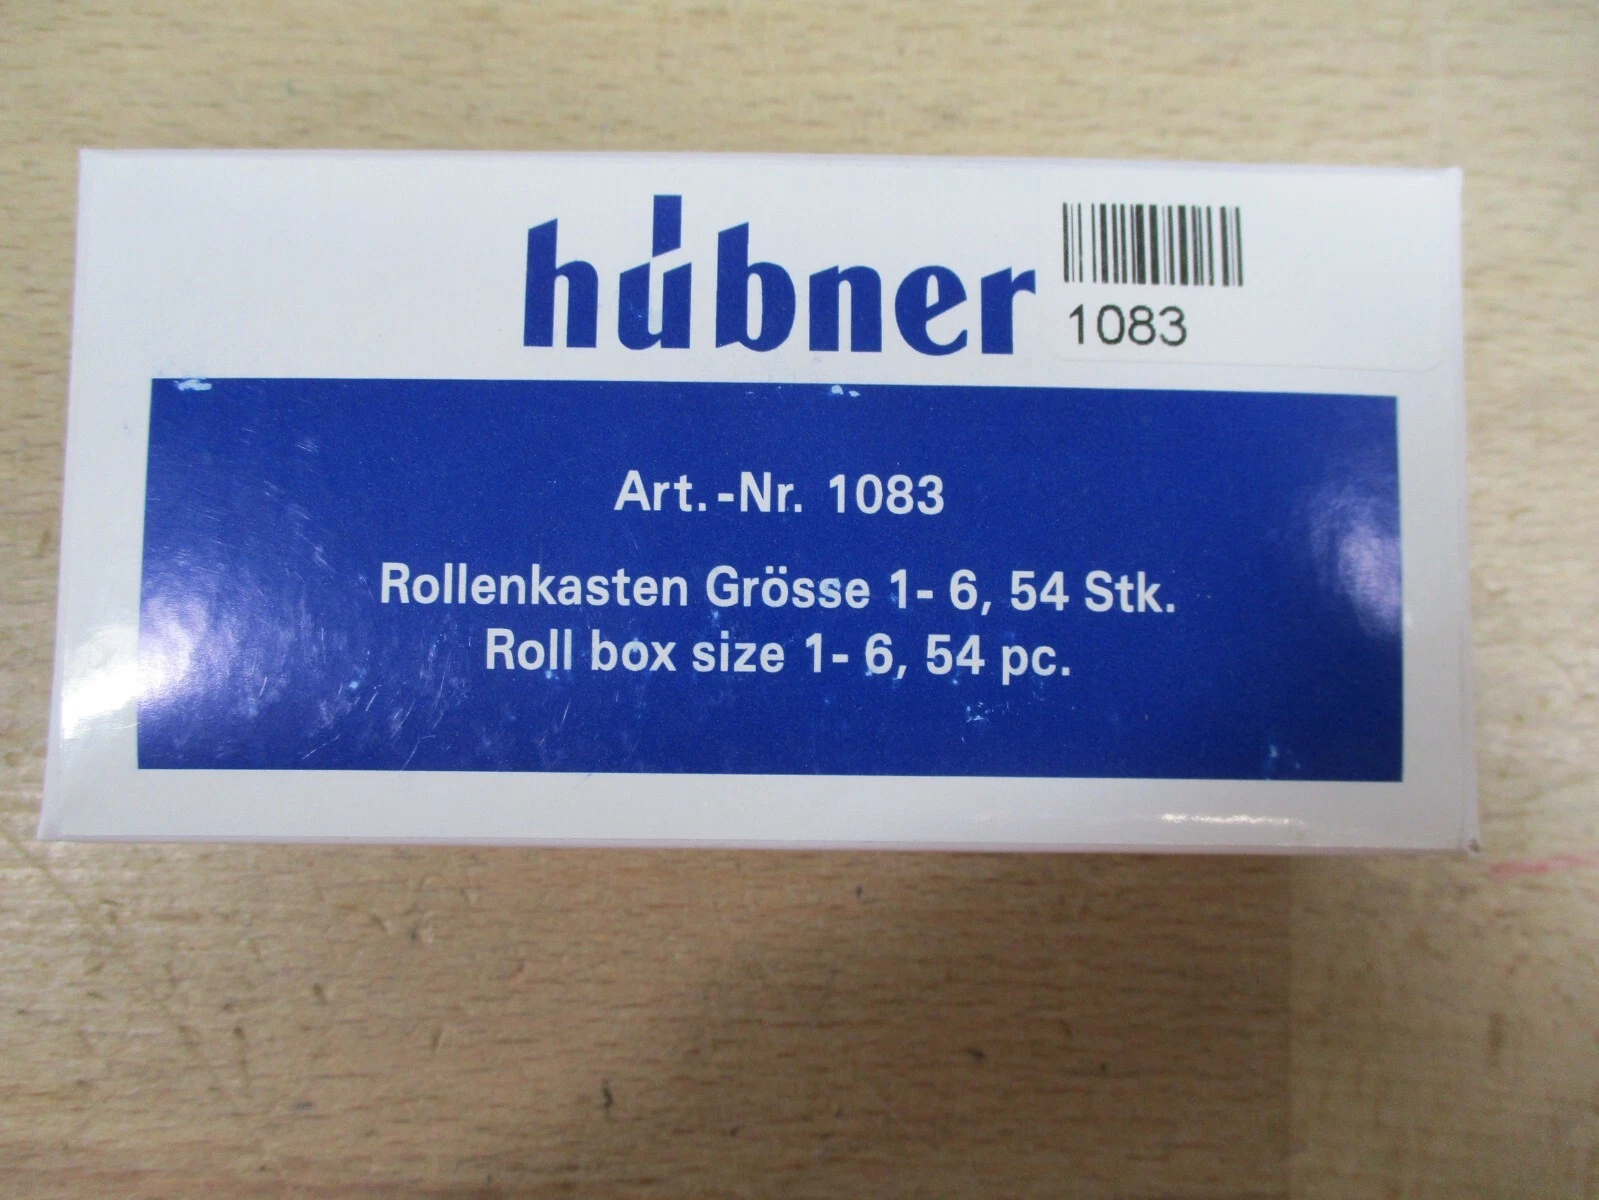 hübner
1083
Art.-Nr. 1083
Rollenkasten Grösse 1- 6, 54 Stk.
Roll box size 1- 6, 54 pc.